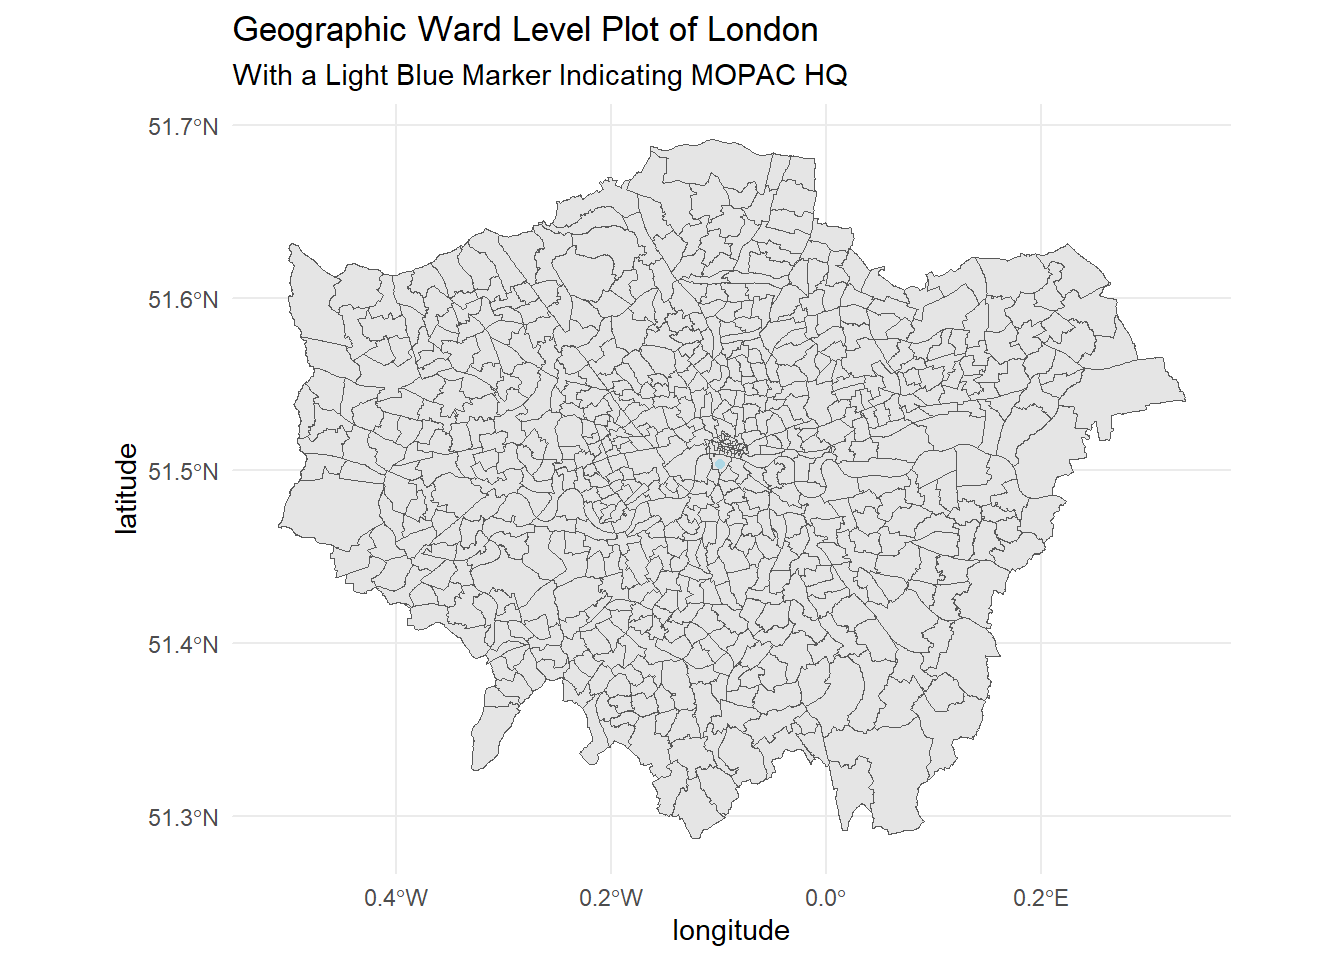 Geographic Ward Level Plot of London
With a Light Blue Marker Indicating MOPAC HQ
51.7°N
51.6°N
51.5°N
51.4°N
51.3°N
latitude
0.4°W
0.2°W
0.0°
0.2°E
longitude